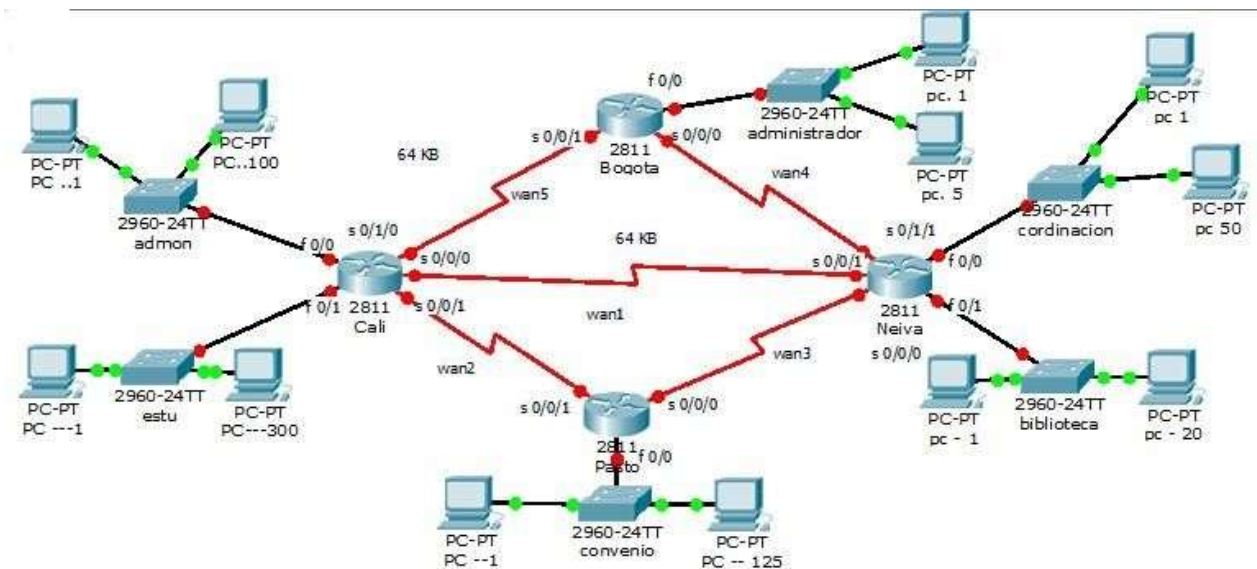 PC-PT
PC ..1
PC-PT
PC..100
2960-24TT
admon
64 KB
f 0/0
s 0/0/1
s 0/0/0
2811
Bogota
2960-24TT
administrador
PC-PT
pc. 1
PC-PT
pc. 5
PC-PT
pc 1
PC-PT
pc 50
2960-24TT
cordinacion
wan5
wan4
s 0/1/0
f 0/0
s 0/0/0
f 0/1
s 0/0/1
2811
Cali
64 KB
wan1
s 0/1/1
s 0/0/1
f 0/0
f 0/1
2811
Neiva
s 0/0/0
wan2
wan3
PC-PT
PC ---1
2960-24TT
estu
PC-PT
PC---300
s 0/0/1
s 0/0/0
2811
Pasto
f 0/0
PC-PT
pc - 1
2960-24TT
biblioteca
PC-PT
pc - 20
PC-PT
PC --1
2960-24TT
convenio
PC-PT
PC -- 125